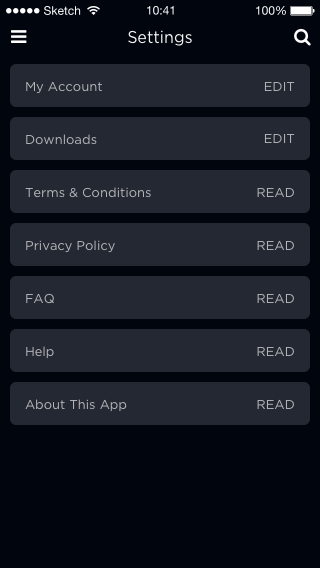 Sketch 10:41 100%
Settings
My Account EDIT
Downloads EDIT
Terms & Conditions READ
Privacy Policy READ
FAQ READ
Help READ
About This App READ